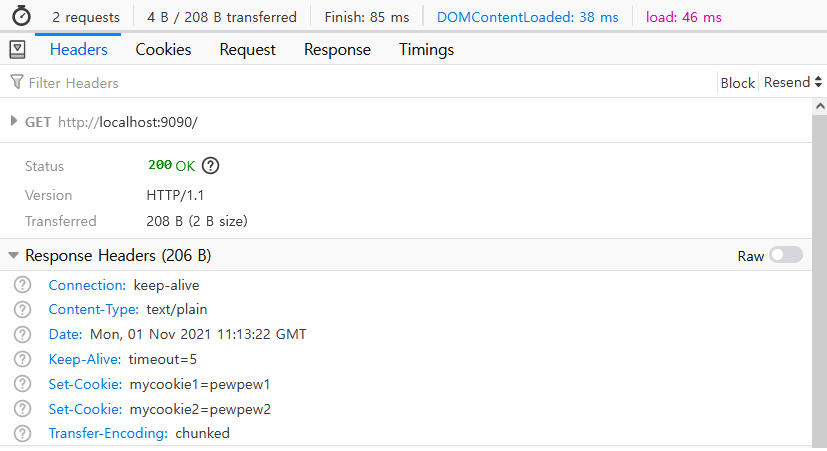 2 requests 4 B / 208 B transferred Finish: 85 ms DOMContentLoaded: 38 ms load: 46 ms
Headers Cookies Request Response Timings
Filter Headers Block Resend
GET http://localhost:9090/
Status 200 OK ?
Version HTTP/1.1
Transferred 208 B (2 B size)
Response Headers (206 B) Raw
? Connection: keep-alive
? Content-Type: text/plain
? Date: Mon, 01 Nov 2021 11:13:22 GMT
? Keep-Alive: timeout=5
? Set-Cookie: mycookie1=pewpew1
? Set-Cookie: mycookie2=pewpew2
? Transfer-Encoding: chunked